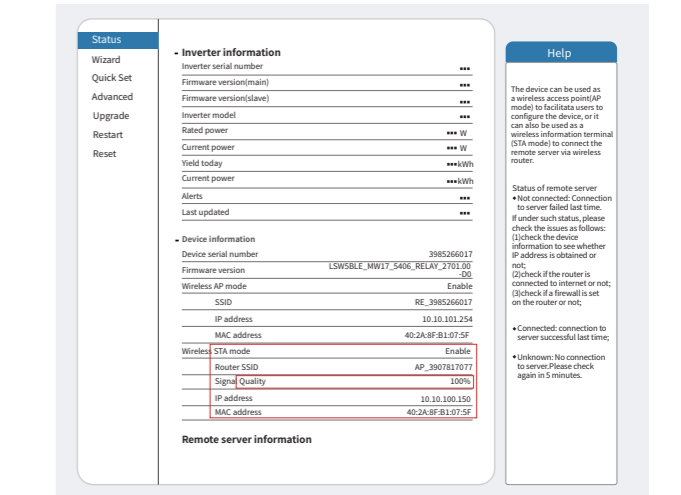 Status
Wizard
Quick Set
Advanced
Upgrade
Restart
Reset
- Inverter information
Inverter serial number ---
Firmware version(main) ---
Firmware version(slave) ---
Inverter model ---
Rated power --- W
Current power --- W
Yield today ---kWh
Current power ---kWh
Alerts ---
Last updated ---
- Device information
Device serial number 3985266017
Firmware version LSW5BLE_MW17_5406_RELAY_2701.00
-D0
Wireless AP mode Enable
SSID RE_3985266017
IP address 10.10.101.254
MAC address 40:2A:8F:B1:07:5F
Wireless STA mode Enable
Router SSID AP_3907817077
Signal Quality 100%
IP address 10.10.100.150
MAC address 40:2A:8F:B1:07:5F
Remote server information
Help
The device can be used as
a wireless access point(AP
mode) to facilitata users to
configure the device, or it
can also be used as a
wireless information terminal
(STA mode) to connect the
remote server via wireless
router.
Status of remote server
◆Not connected: Connection
to server failed last time.
If under such status, please
check the issues as follows:
(1)check the device
information to see whether
IP address is obtained or
not;
(2)check if the router is
connected to internet or not;
(3)check if a firewall is set
on the router or not;
◆Connected: connection to
server successful last time;
◆Unknown: No connection
to server.Please check
again in 5 minutes.